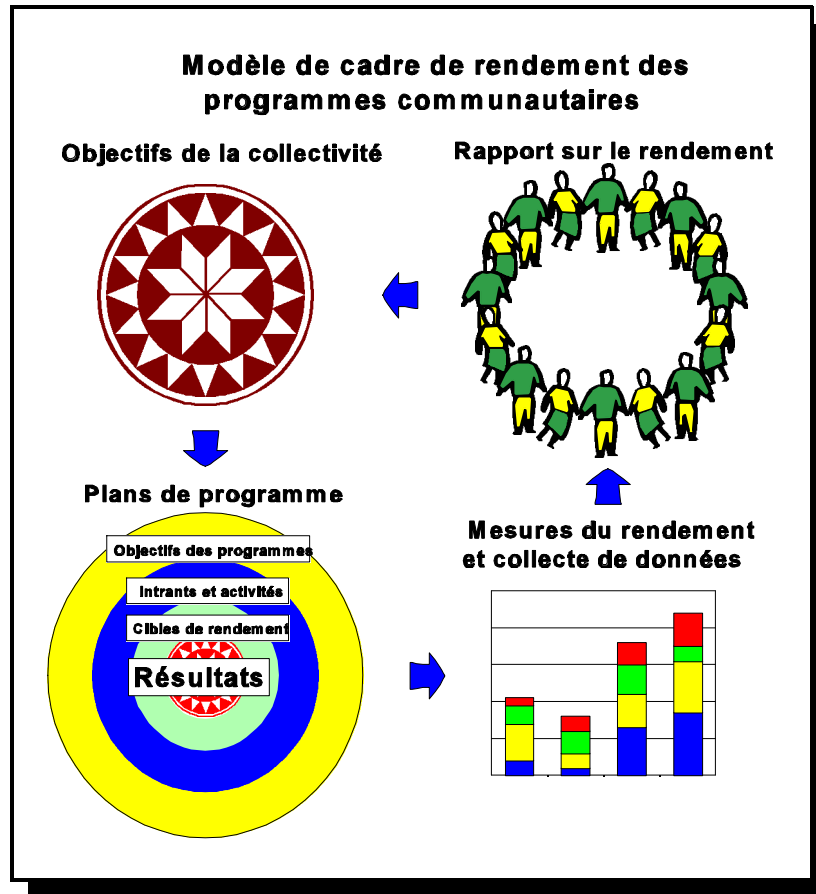 Modèle de cadre de rendement des
programmes communautaires
Objectifs de la collectivité
Rapport sur le rendement
Plans de programme
Objectifs des programmes
Intrants et activités
Cibles de rendement
Résultats
Mesures du rendement
et collecte de données